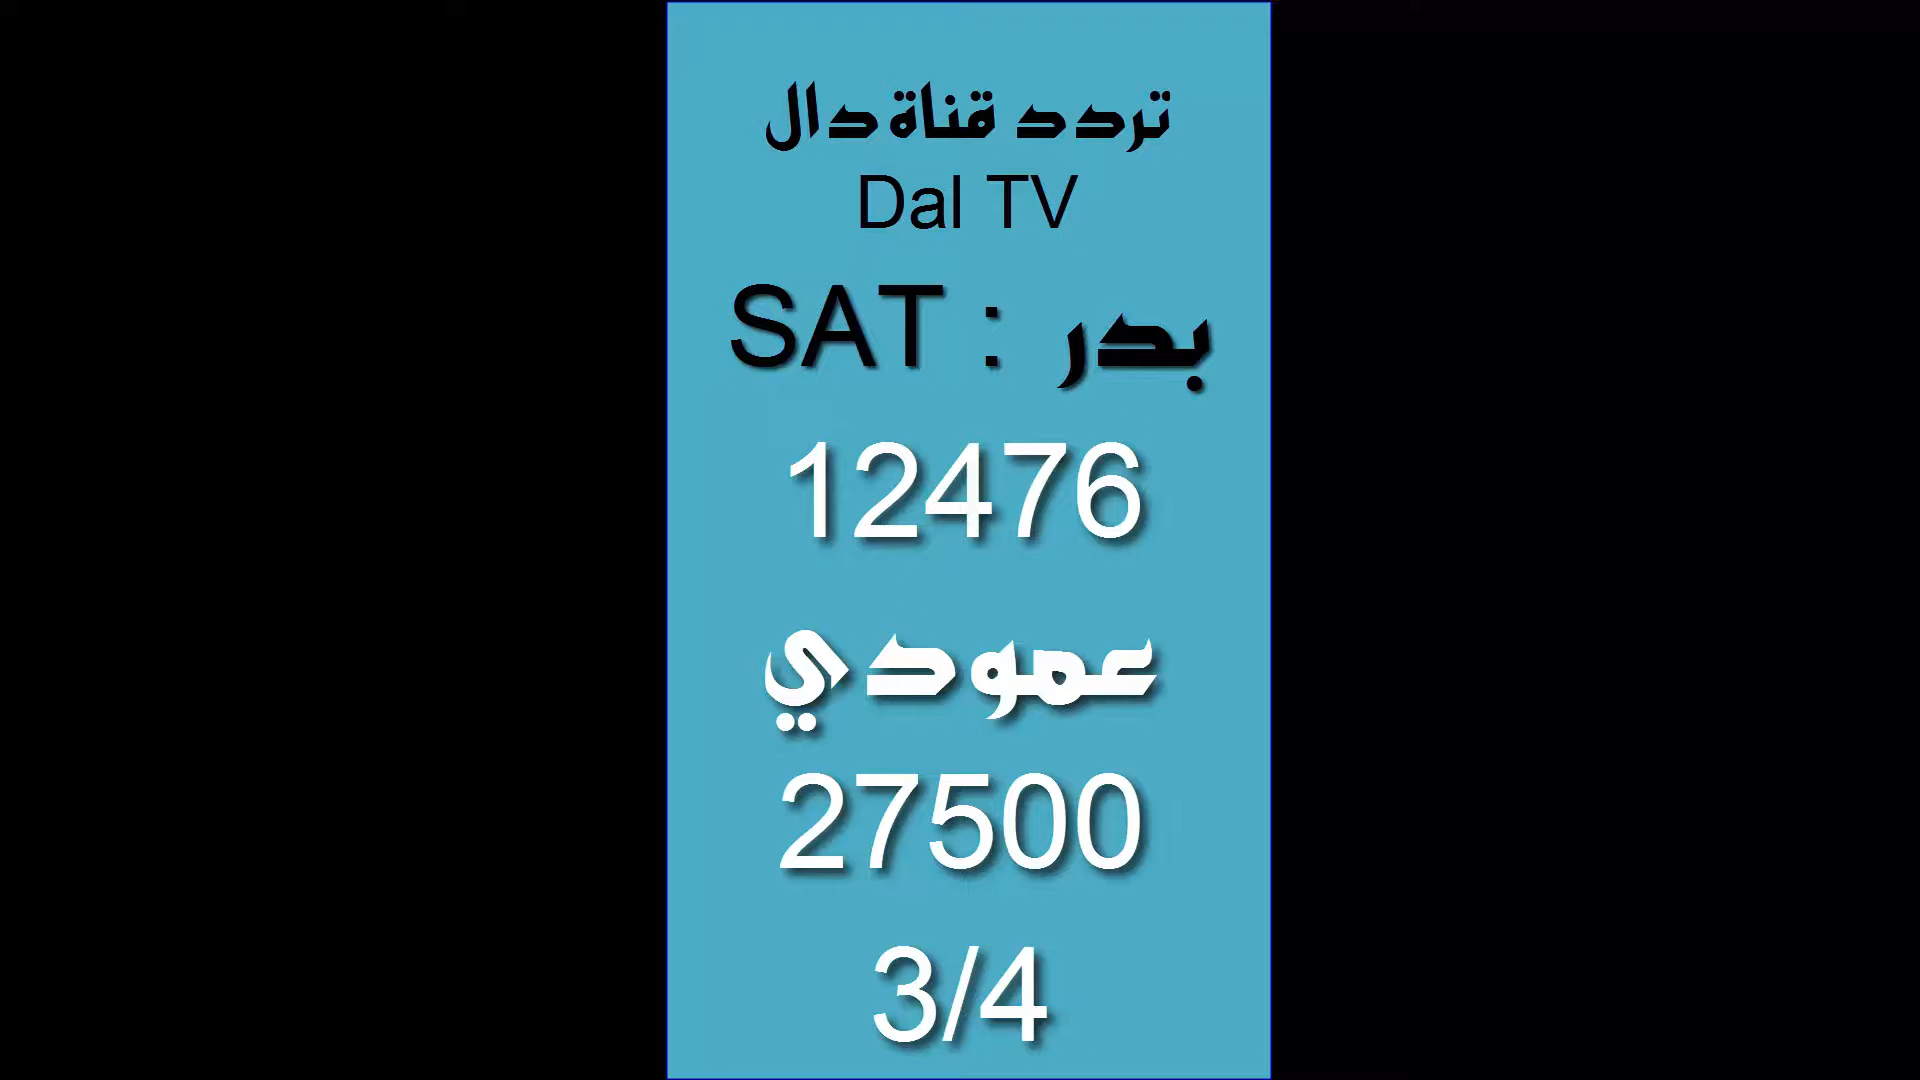 تردد قناة دال
Dal TV
SAT : بدر
12476
عمودي
27500
3/4